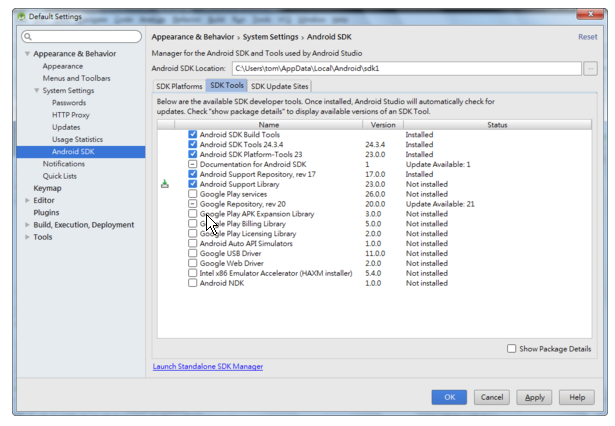 Default Settings
Appearance & Behavior › System Settings › Android SDK
Reset
Manager for the Android SDK and Tools used by Android Studio
Android SDK Location: C:\Users\tom\AppData\Local\Android\sdk1 ...
Appearance & Behavior
Appearance
Menus and Toolbars
System Settings
Passwords
HTTP Proxy
Updates
Usage Statistics
Android SDK
Notifications
Quick Lists
Keymap
Editor
Plugins
Build, Execution, Deployment
Tools
SDK Platforms SDK Tools SDK Update Sites
Below are the available SDK developer tools. Once installed, Android Studio will automatically check for
updates. Check "show package details" to display available versions of an SDK Tool.
Name Version Status
Android SDK Build Tools Installed
Android SDK Tools 24.3.4 24.3.4 Installed
Android SDK Platform-Tools 23 23.0.0 Installed
Documentation for Android SDK 1 Update Available: 1
Android Support Repository, rev 17 17.0.0 Installed
Android Support Library 23.0.0 Not installed
Google Play services 26.0.0 Not installed
Google Repository, rev 20 20.0.0 Update Available: 21
Google Play APK Expansion Library 3.0.0 Not installed
Google Play Billing Library 5.0.0 Not installed
Google Play Licensing Library 2.0.0 Not installed
Android Auto API Simulators 1.0.0 Not installed
Google USB Driver 11.0.0 Not installed
Google Web Driver 2.0.0 Not installed
Intel x86 Emulator Accelerator (HAXM installer) 5.4.0 Not installed
Android NDK 1.0.0 Not installed
Show Package Details
Launch Standalone SDK Manager
OK Cancel Apply Help